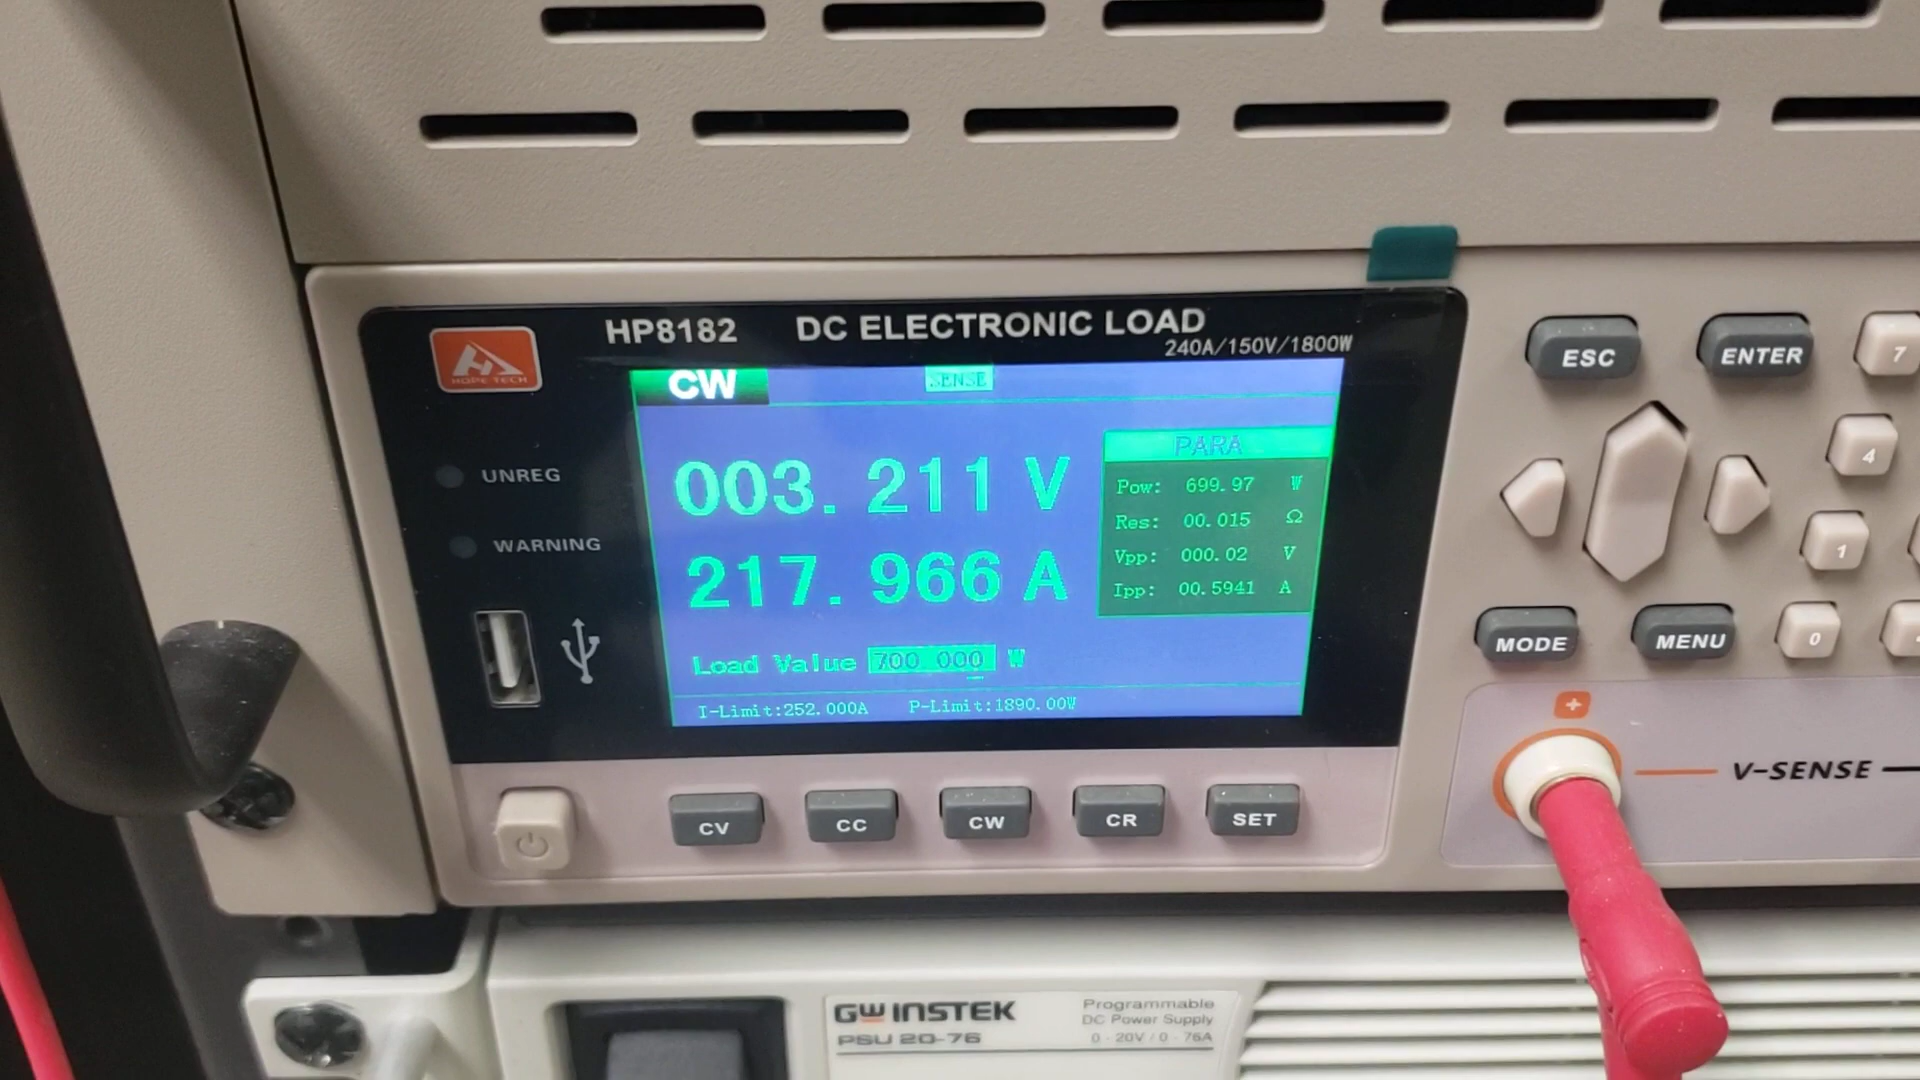 HP8182 DC ELECTRONIC LOAD
240A/150V/1800W
HOPE TECH
CW SENSE
UNREG
WARNING
003.211 V
217.966 A
PARA
Pow: 699.97 W
Res: 00.015 Ω
Vpp: 000.02 V
Ipp: 00.5941 A
Load Value 700.000 W
I-Limit:252.000A P-Limit:1890.00W
CV CC CW CR SET
ESC ENTER 7
4
1
MODE MENU 0
+
V-SENSE
GWINSTEK
PSU 20-76
Programmable
DC Power Supply
0 - 20V / 0 - 76A